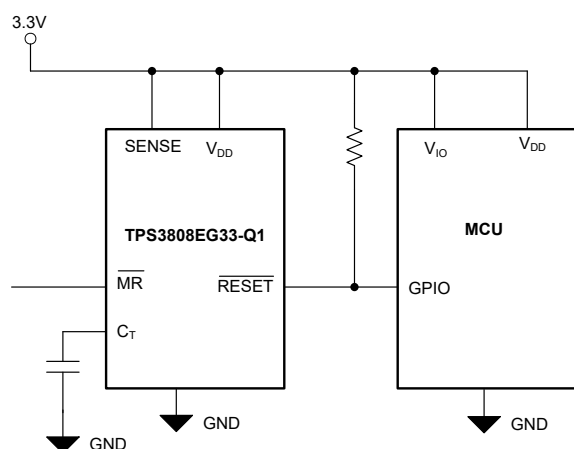 3.3V
SENSE
VDD
VIO
VDD
TPS3808EG33-Q1
MCU
MR
RESET
GPIO
CT
GND
GND
GND